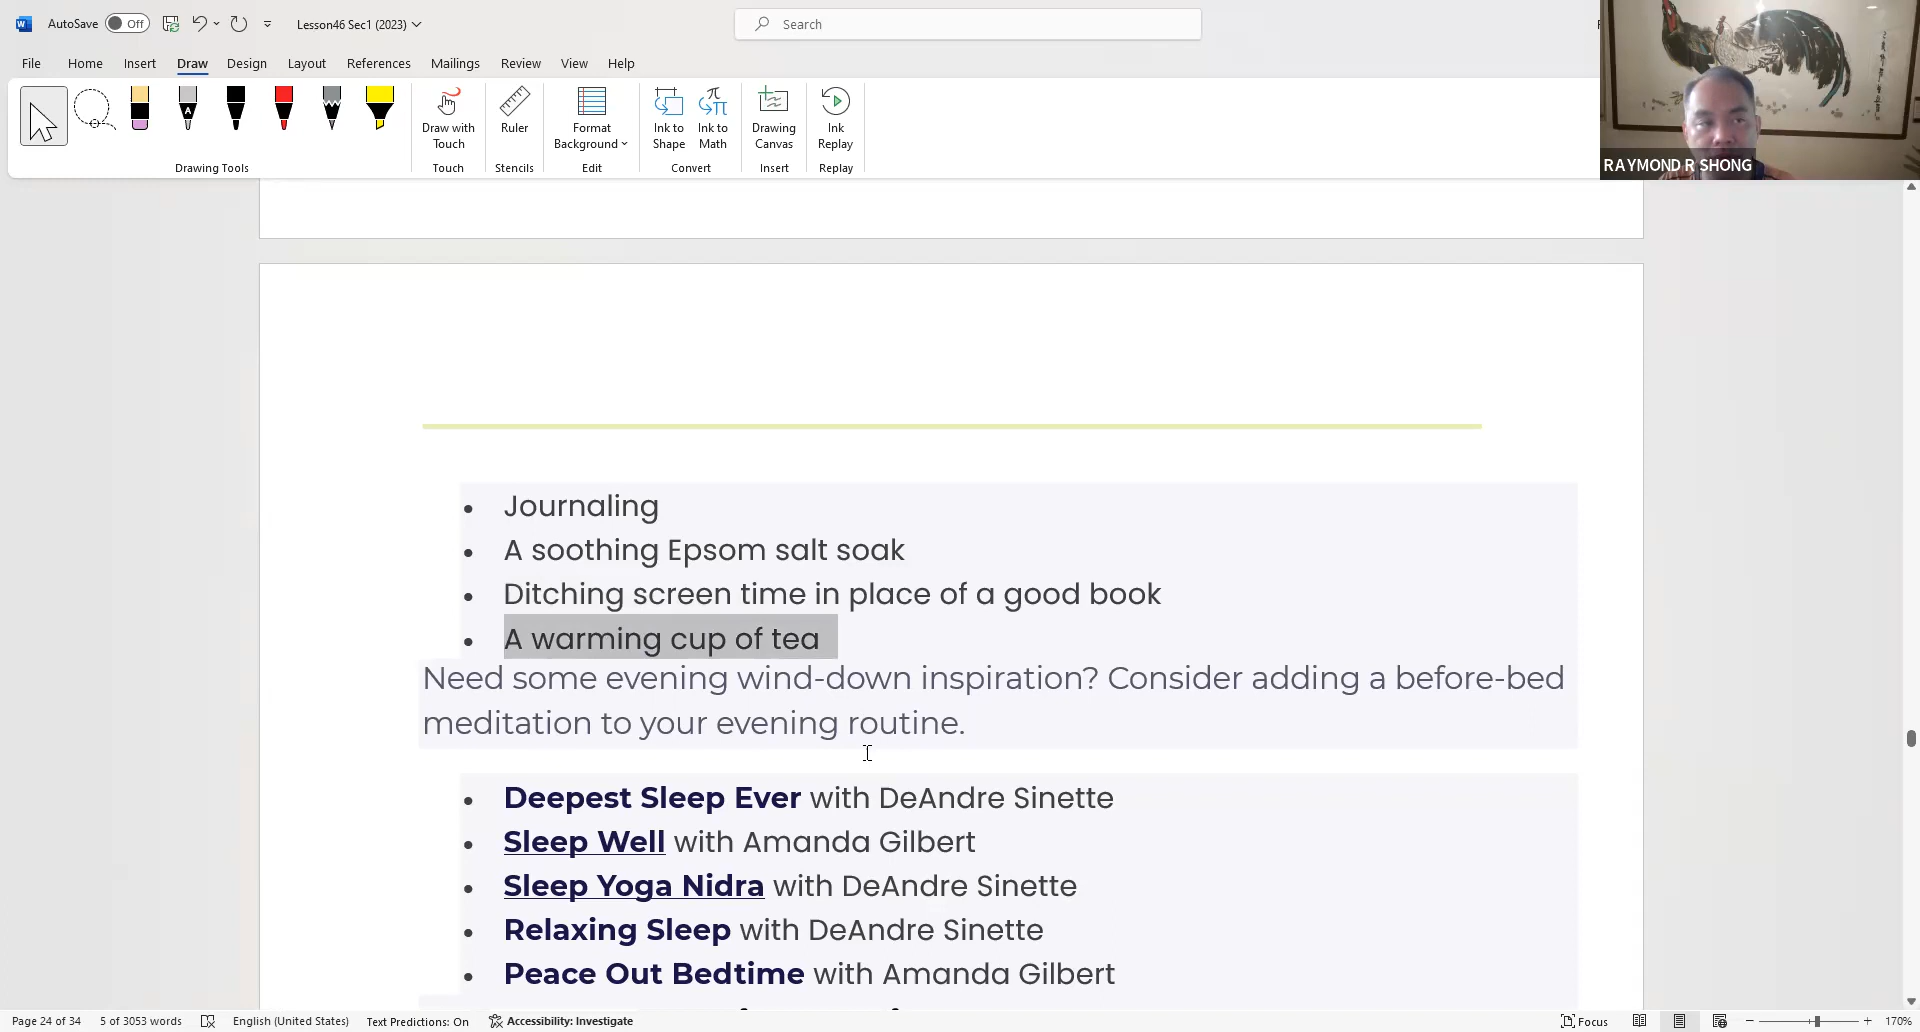 AutoSave Off Lesson46 Sec1 (2023) Search
File Home Insert Draw Design Layout References Mailings Review View Help
Draw with Touch
Ruler
Format Background
Ink to Shape
Ink to Math
Drawing Canvas
Ink Replay
Drawing Tools Touch Stencils Edit Convert Insert Replay
RAYMOND R SHONG
• Journaling
• A soothing Epsom salt soak
• Ditching screen time in place of a good book
• A warming cup of tea
Need some evening wind-down inspiration? Consider adding a before-bed
meditation to your evening routine.
• Deepest Sleep Ever with DeAndre Sinette
• Sleep Well with Amanda Gilbert
• Sleep Yoga Nidra with DeAndre Sinette
• Relaxing Sleep with DeAndre Sinette
• Peace Out Bedtime with Amanda Gilbert
Page 24 of 34 5 of 3053 words English (United States) Text Predictions: On Accessibility: Investigate Focus 170%